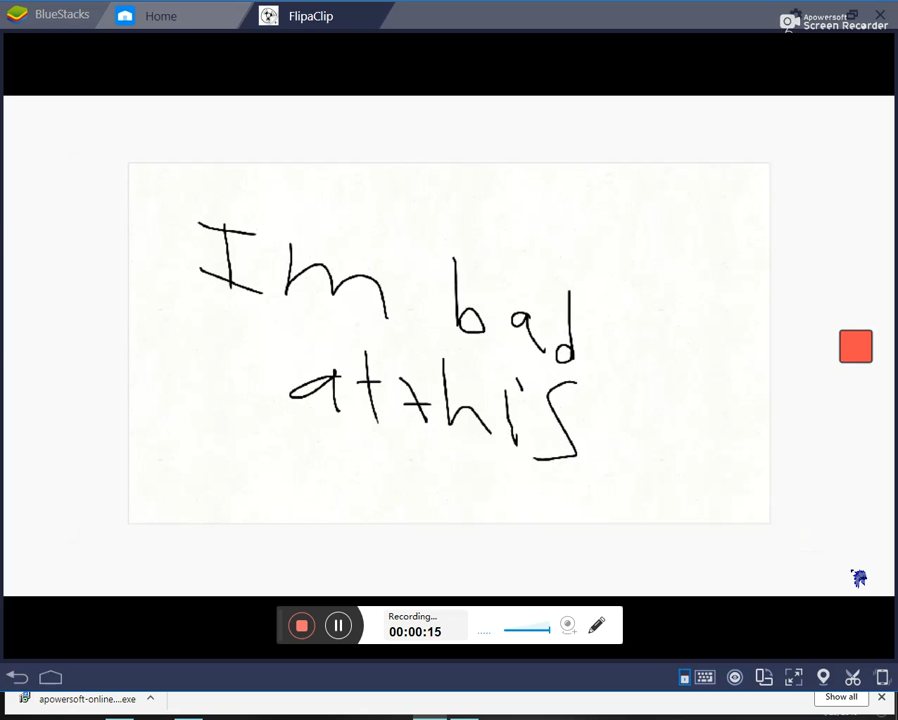 BlueStacks Home FlipaClip
Apowersoft
Screen Recorder
Im bad
at this
Recording...
00:00:15
apowersoft-online....exe Show all